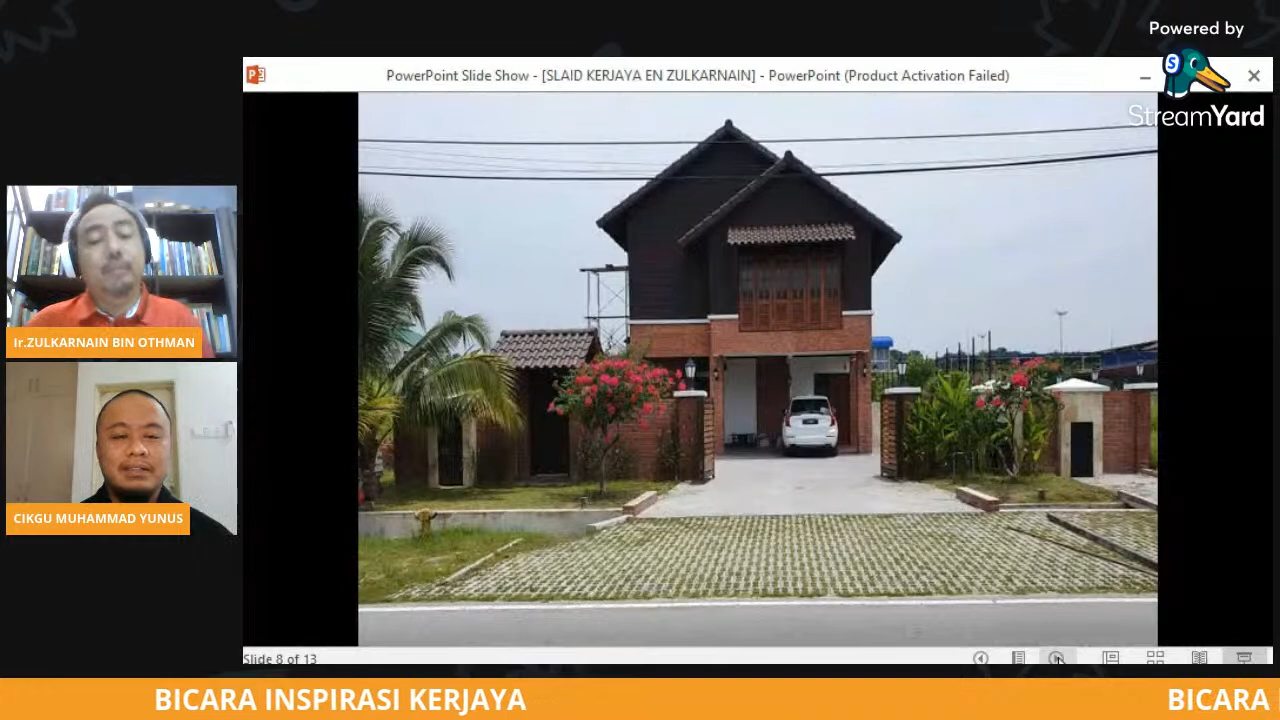 Powered by
StreamYard
PowerPoint Slide Show - [SLAID KERJAYA EN ZULKARNAIN] - PowerPoint (Product Activation Failed)
Ir.ZULKARNAIN BIN OTHMAN
CIKGU MUHAMMAD YUNUS
Slide 8 of 13
BICARA INSPIRASI KERJAYA
BICARA